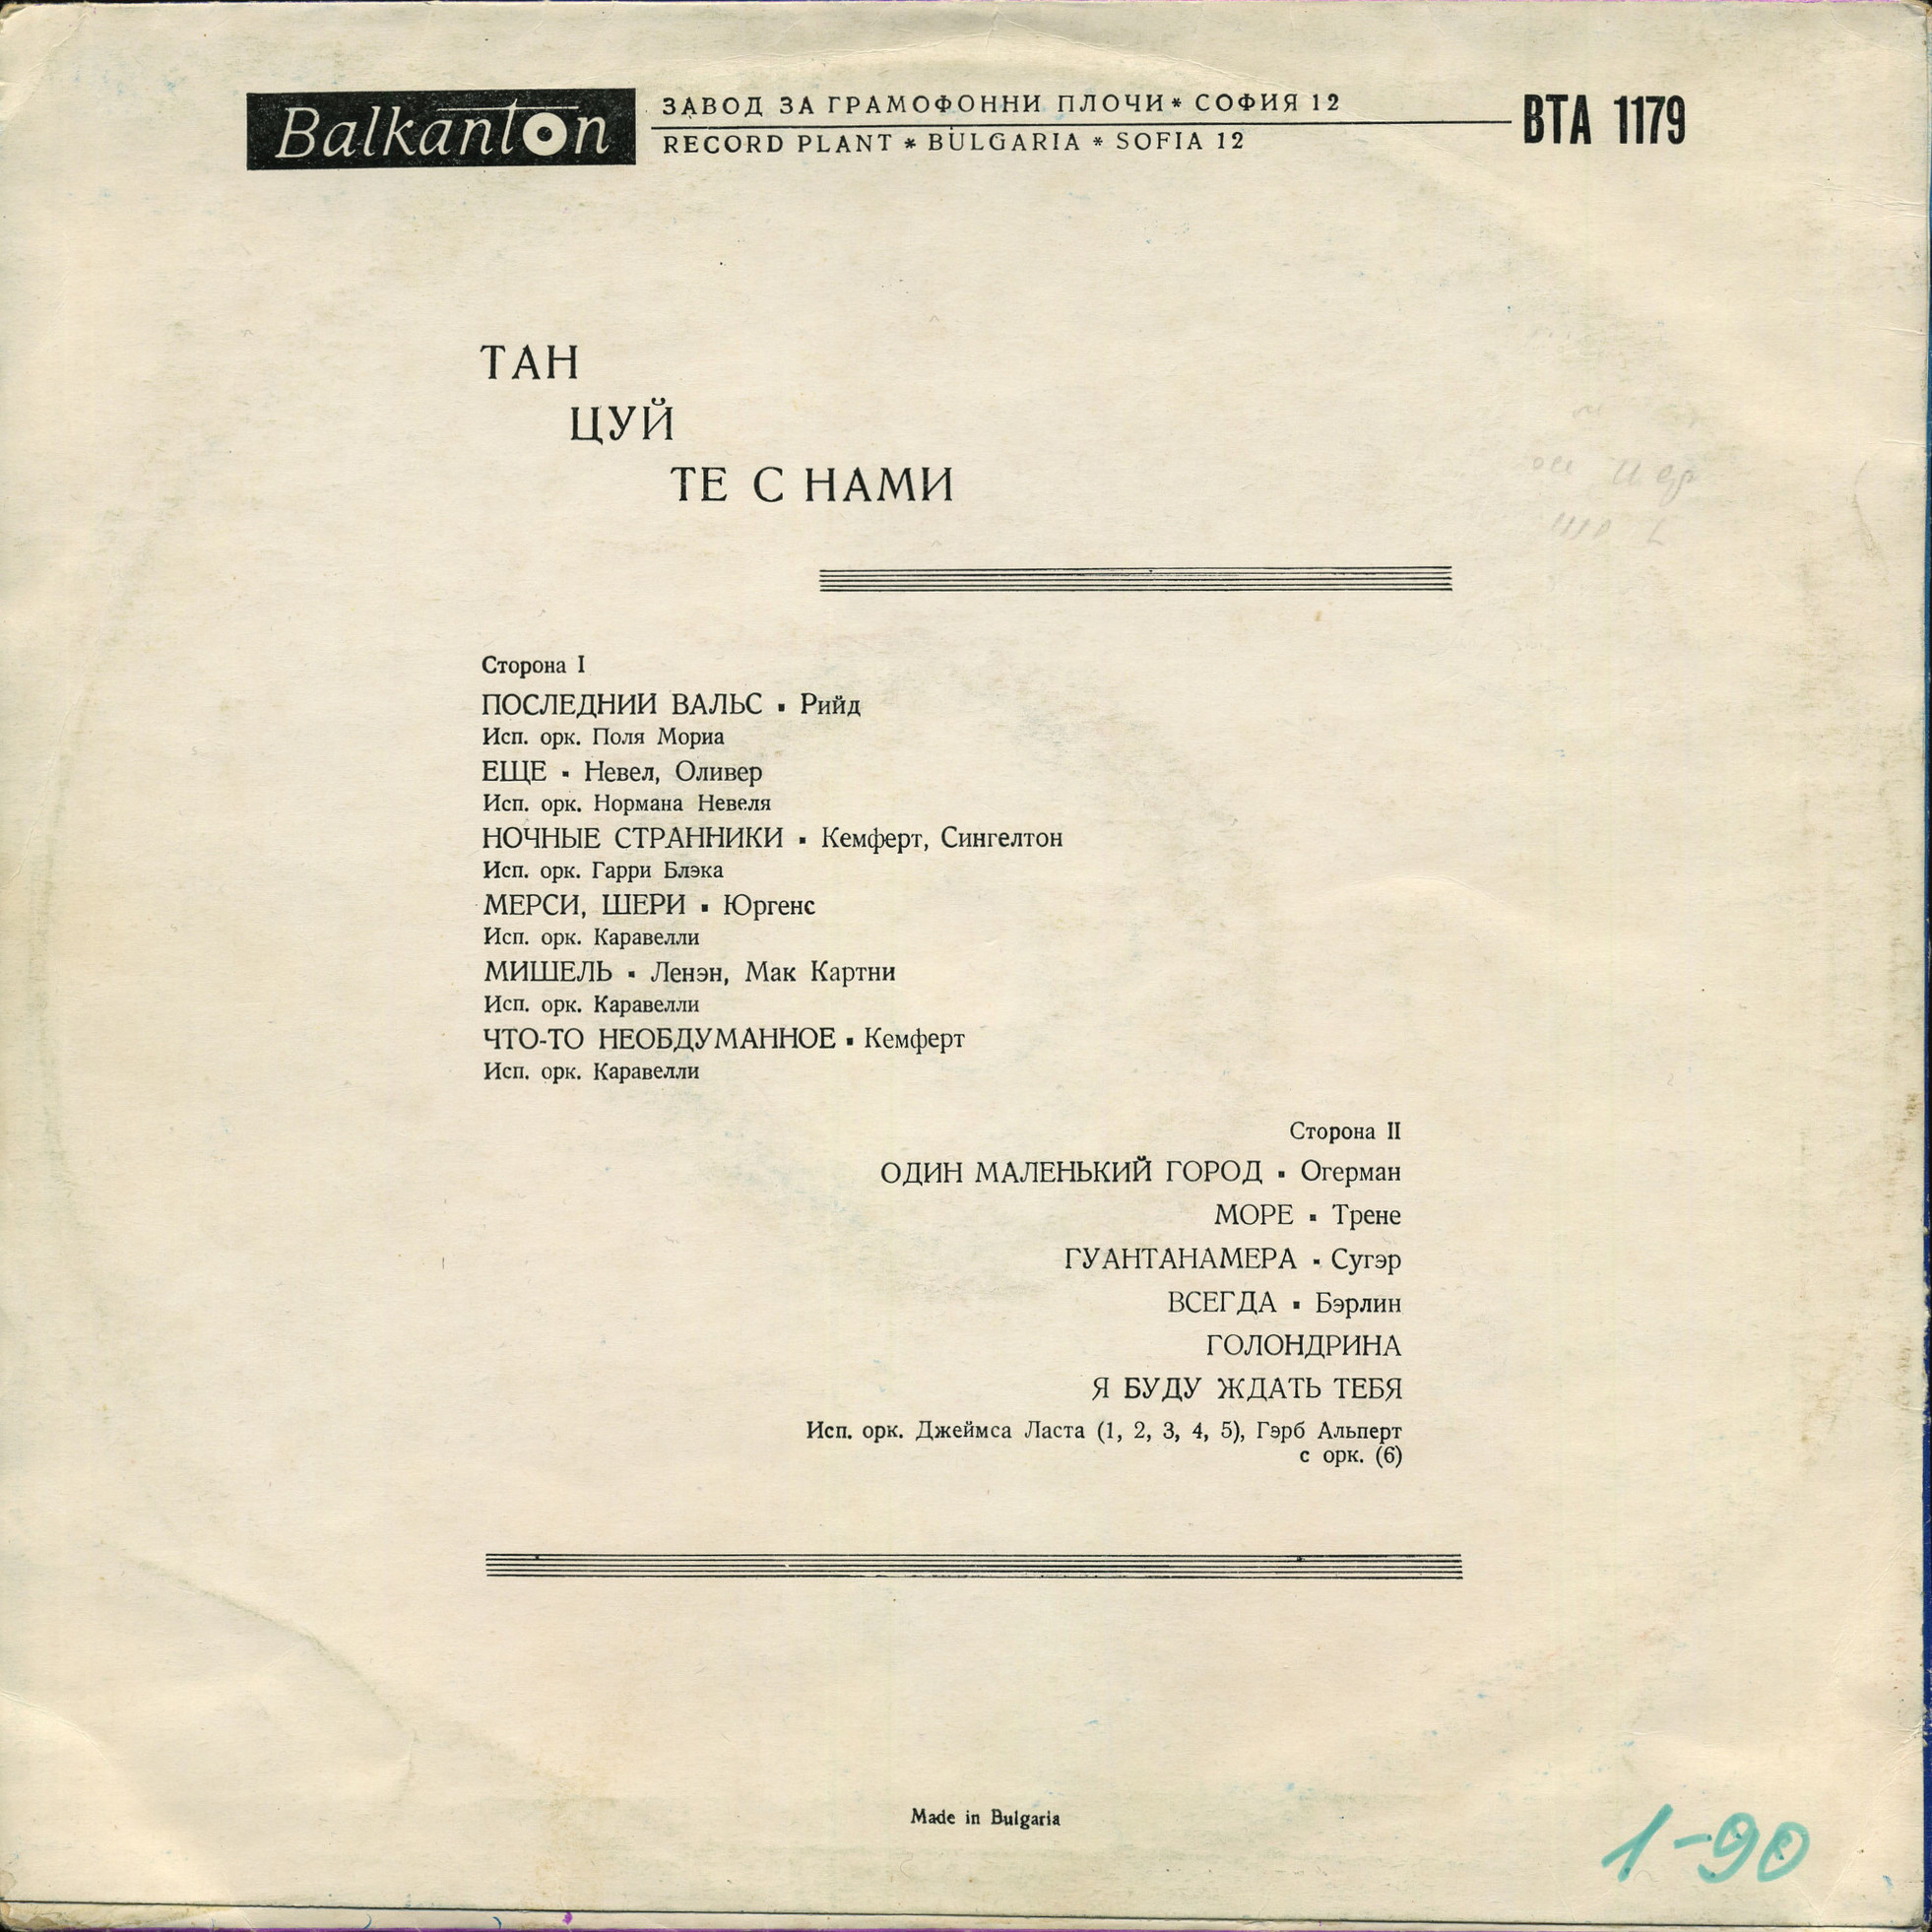 Balkanton
ЗАВОД ЗА ГРАМОФОННИ ПЛОЧИ * СОФИЯ 12
RECORD PLANT * BULGARIA * SOFIA 12
ВТА 1179
ТАН
ЦУЙ
ТЕ С НАМИ
Сторона I
ПОСЛЕДНИИ ВАЛЬС ▪ Рийд
Исп. орк. Поля Мориа
ЕЩЕ ▪ Невел, Оливер
Исп. орк. Нормана Невеля
НОЧНЫЕ СТРАННИКИ ▪ Кемферт, Сингелтон
Исп. орк. Гарри Блэка
МЕРСИ, ШЕРИ ▪ Юргенс
Исп. орк. Каравелли
МИШЕЛЬ ▪ Ленэн, Мак Картни
Исп. орк. Каравелли
ЧТО-ТО НЕОБДУМАННОЕ ▪ Кемферт
Исп. орк. Каравелли
Сторона II
ОДИН МАЛЕНЬКИЙ ГОРОД ▪ Огерман
МОРЕ ▪ Трене
ГУАНТАНАМЕРА ▪ Сугэр
ВСЕГДА ▪ Бэрлин
ГОЛОНДРИНА
Я БУДУ ЖДАТЬ ТЕБЯ
Исп. орк. Джеймса Ласта (1, 2, 3, 4, 5), Гэрб Альперт
с орк. (6)
Made in Bulgaria
1-90